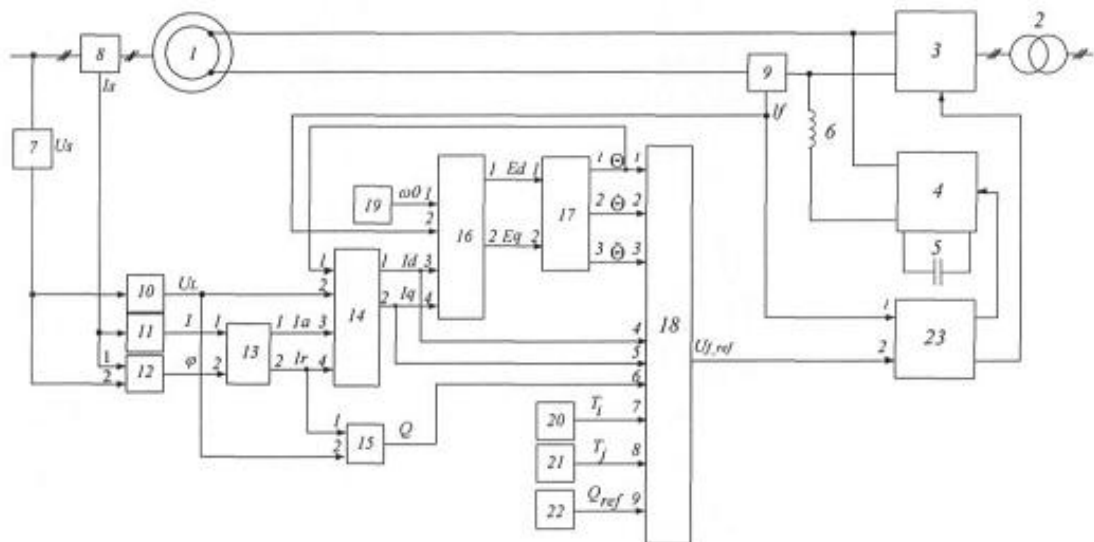 2
8
1
3
Is
9
If
6
7
Us
4
5
1 Ed 1
1 Θ 1
19
ω0 1
2
16
17
2 Θ̇ 2
2 Eq 2
3 Θ̈ 3
10
UL
1
2
14
1 Id 3
2 Iq 4
18
1
23
11
I 1
13
1 Ia 3
4
5
Uf_ref
2
1
2
12
φ 2
2 Ir 4
6
1
2
15
Q
20
Ti 7
21
Tj 8
22
Qref 9